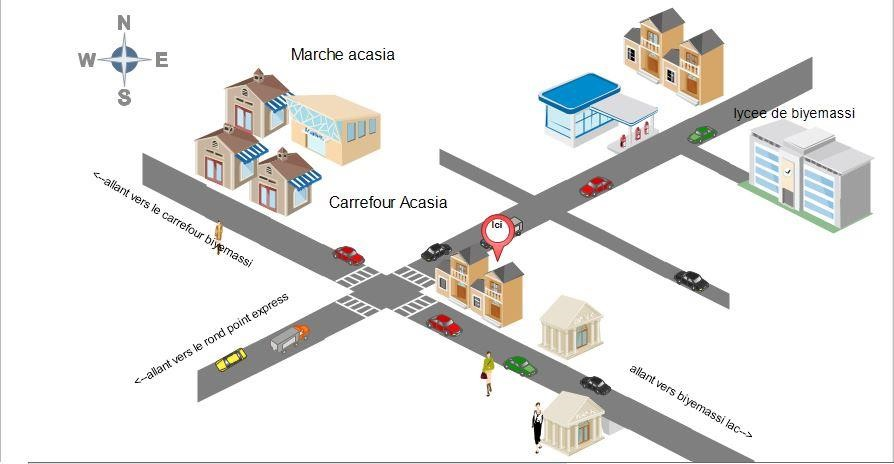 N
W E
S
Marche acasia
lycee de biyemassi
<--allant vers le carrefour biyemassi
Carrefour Acasia
Ici
<--allant vers le rond point express
allant vers biyemassi lac-->